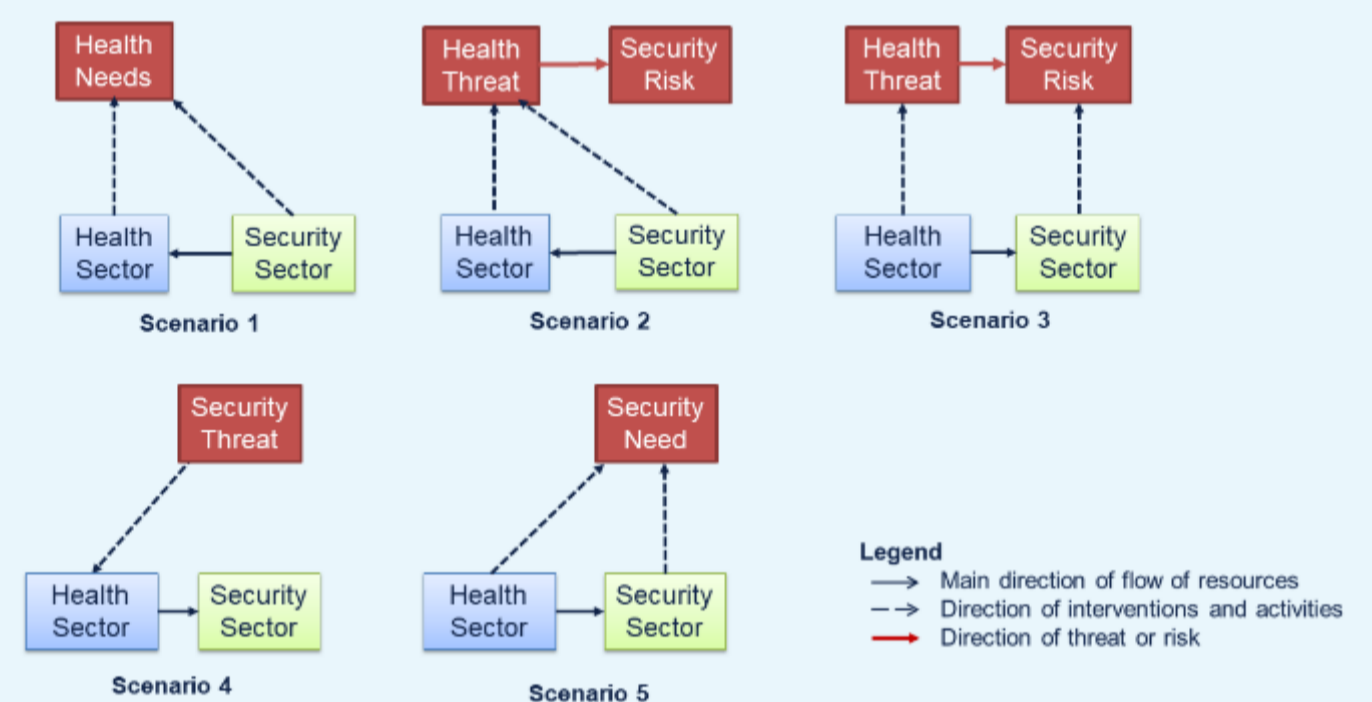 Health
Needs
Health
Threat
Security
Risk
Health
Threat
Security
Risk
Health
Sector
Security
Sector
Health
Sector
Security
Sector
Health
Sector
Security
Sector
Scenario 1
Scenario 2
Scenario 3
Security
Threat
Security
Need
Health
Sector
Security
Sector
Health
Sector
Security
Sector
Scenario 4
Scenario 5
Legend
Main direction of flow of resources
Direction of interventions and activities
Direction of threat or risk